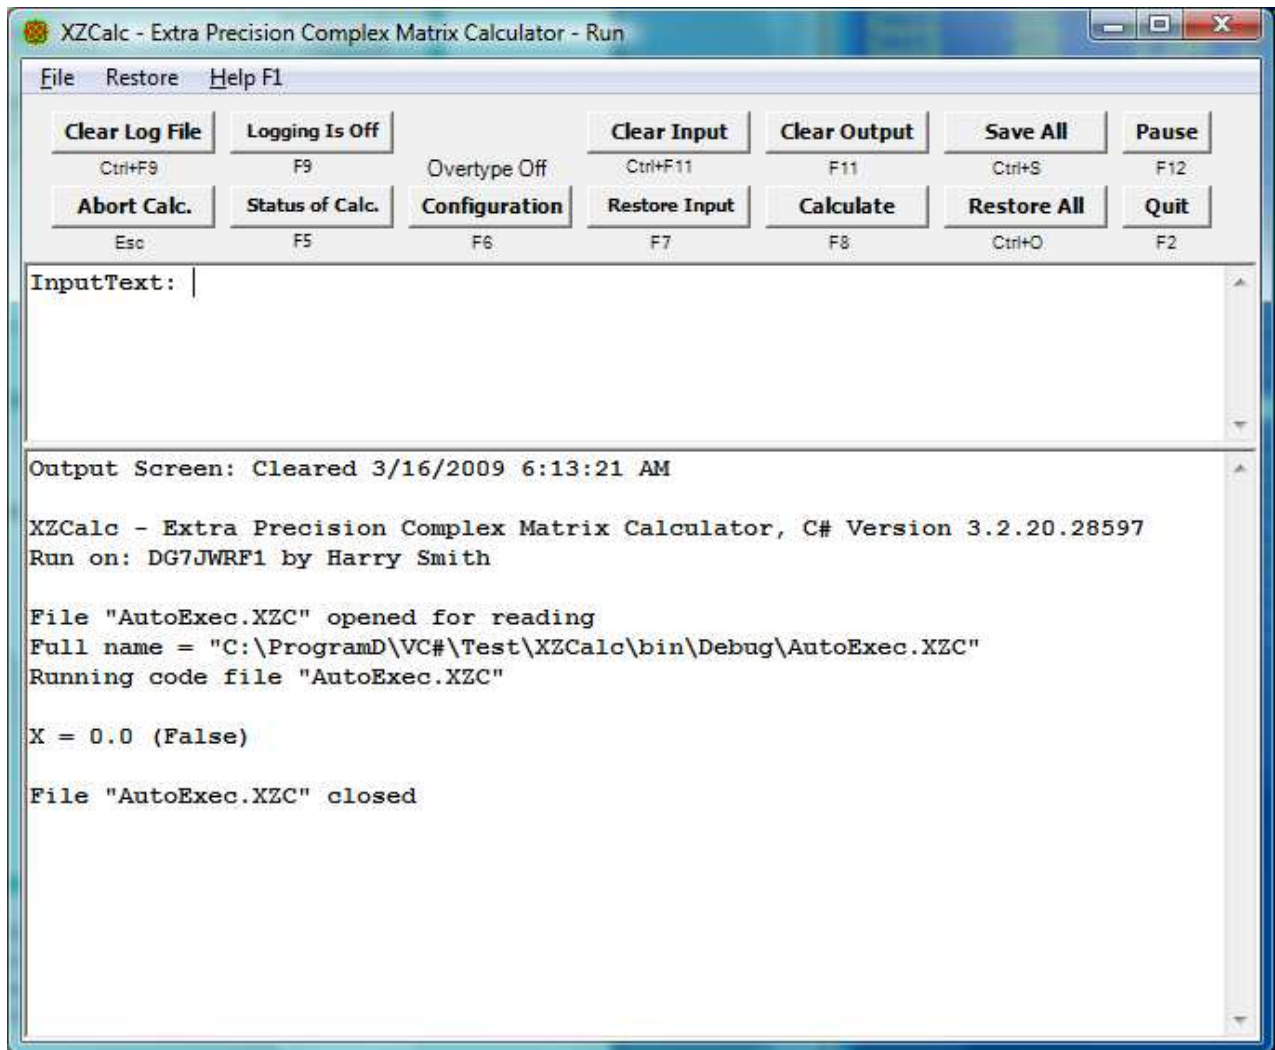 XZCalc - Extra Precision Complex Matrix Calculator - Run
File Restore Help F1
Clear Log File Logging Is Off Clear Input Clear Output Save All Pause
Ctrl+F9 F9 Overtype Off Ctrl+F11 F11 Ctrl+S F12
Abort Calc. Status of Calc. Configuration Restore Input Calculate Restore All Quit
Esc F5 F6 F7 F8 Ctrl+O F2
InputText:
Output Screen: Cleared 3/16/2009 6:13:21 AM
XZCalc - Extra Precision Complex Matrix Calculator, C# Version 3.2.20.28597
Run on: DG7JWRF1 by Harry Smith
File "AutoExec.XZC" opened for reading
Full name = "C:\ProgramD\VC#\Test\XZCalc\bin\Debug\AutoExec.XZC"
Running code file "AutoExec.XZC"
X = 0.0 (False)
File "AutoExec.XZC" closed